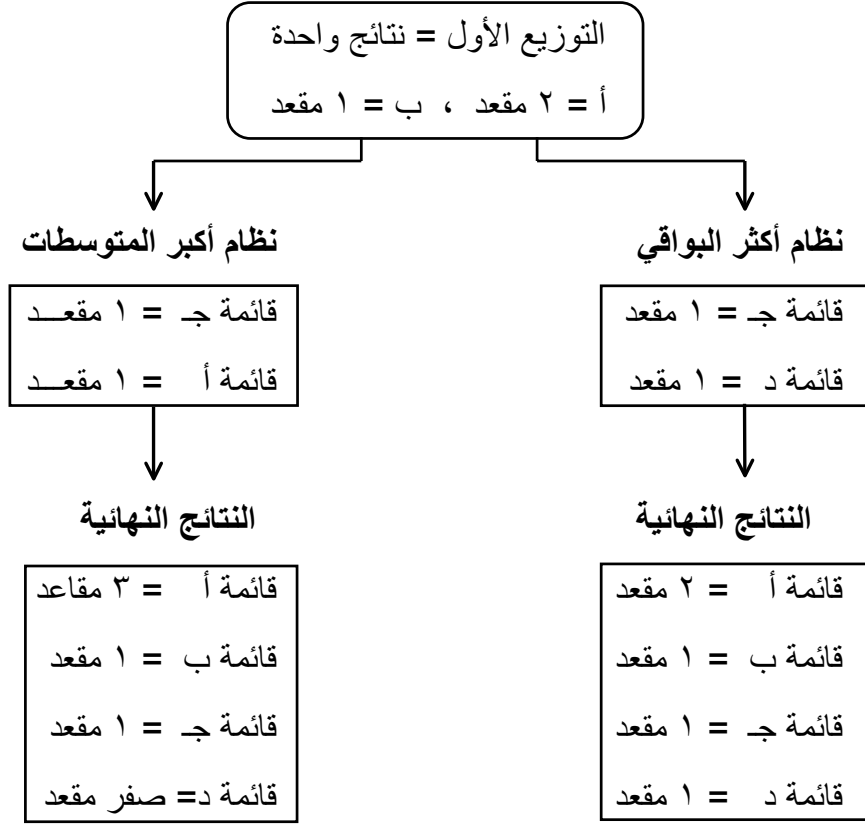 التوزيع الأول = نتائج واحدة
أ = ٢ مقعد ، ب = ١ مقعد
نظام أكثر البواقي
قائمة جـ = ١ مقعد
قائمة د = ١ مقعد
النتائج النهائية
قائمة أ = ٢ مقعد
قائمة ب = ١ مقعد
قائمة جـ = ١ مقعد
قائمة د = ١ مقعد
نظام أكبر المتوسطات
قائمة جـ = ١ مقعـــد
قائمة أ = ١ مقعـــد
النتائج النهائية
قائمة أ = ٣ مقاعد
قائمة ب = ١ مقعد
قائمة جـ = ١ مقعد
قائمة د= صفر مقعد